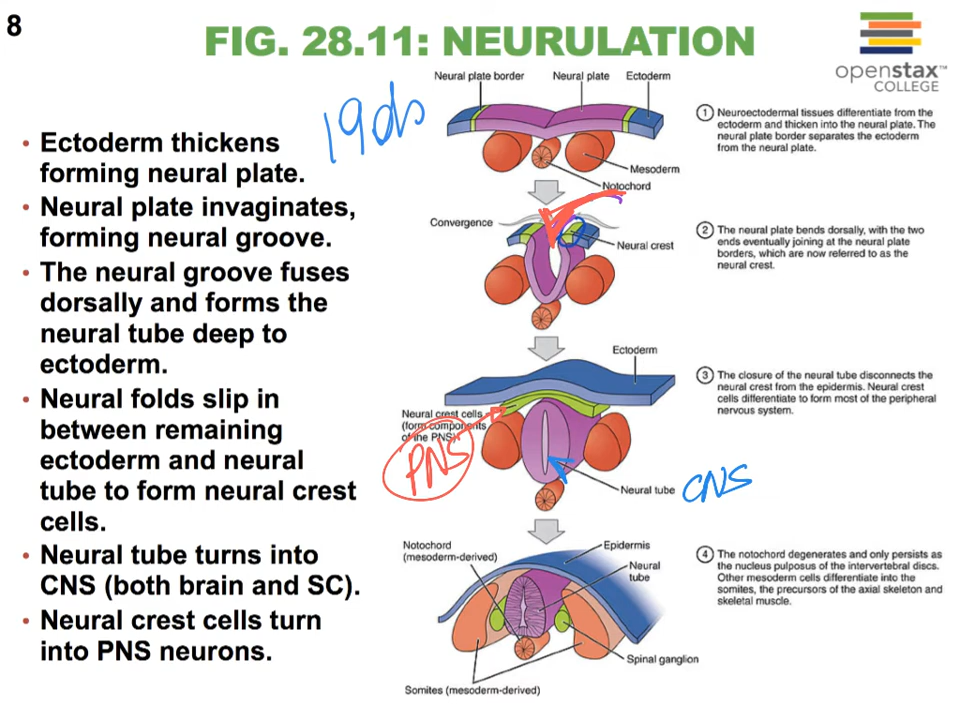 8
FIG. 28.11: NEURULATION
openstax™
COLLEGE
19ds
• Ectoderm thickens
forming neural plate.
• Neural plate invaginates,
forming neural groove.
• The neural groove fuses
dorsally and forms the
neural tube deep to
ectoderm.
• Neural folds slip in
between remaining
ectoderm and neural
tube to form neural crest
cells.
• Neural tube turns into
CNS (both brain and SC).
• Neural crest cells turn
into PNS neurons.
Neural plate border
Neural plate
Ectoderm
Mesoderm
Notochord
1 Neuroectodermal tissues differentiate from the
ectoderm and thicken into the neural plate. The
neural plate border separates the ectoderm
from the neural plate.
Convergence
Neural crest
2 The neural plate bends dorsally, with the two
ends eventually joining at the neural plate
borders, which are now referred to as the
neural crest.
Ectoderm
Neural crest cells
(form components
of the PNS)
PNS
Neural tube
CNS
3 The closure of the neural tube disconnects the
neural crest from the epidermis. Neural crest
cells differentiate to form most of the peripheral
nervous system.
Notochord
(mesoderm-derived)
Epidermis
Neural
tube
Spinal ganglion
Somites (mesoderm-derived)
4 The notochord degenerates and only persists as
the nucleus pulposus of the intervertebral discs.
Other mesoderm cells differentiate into the
somites, the precursors of the axial skeleton and
skeletal muscle.